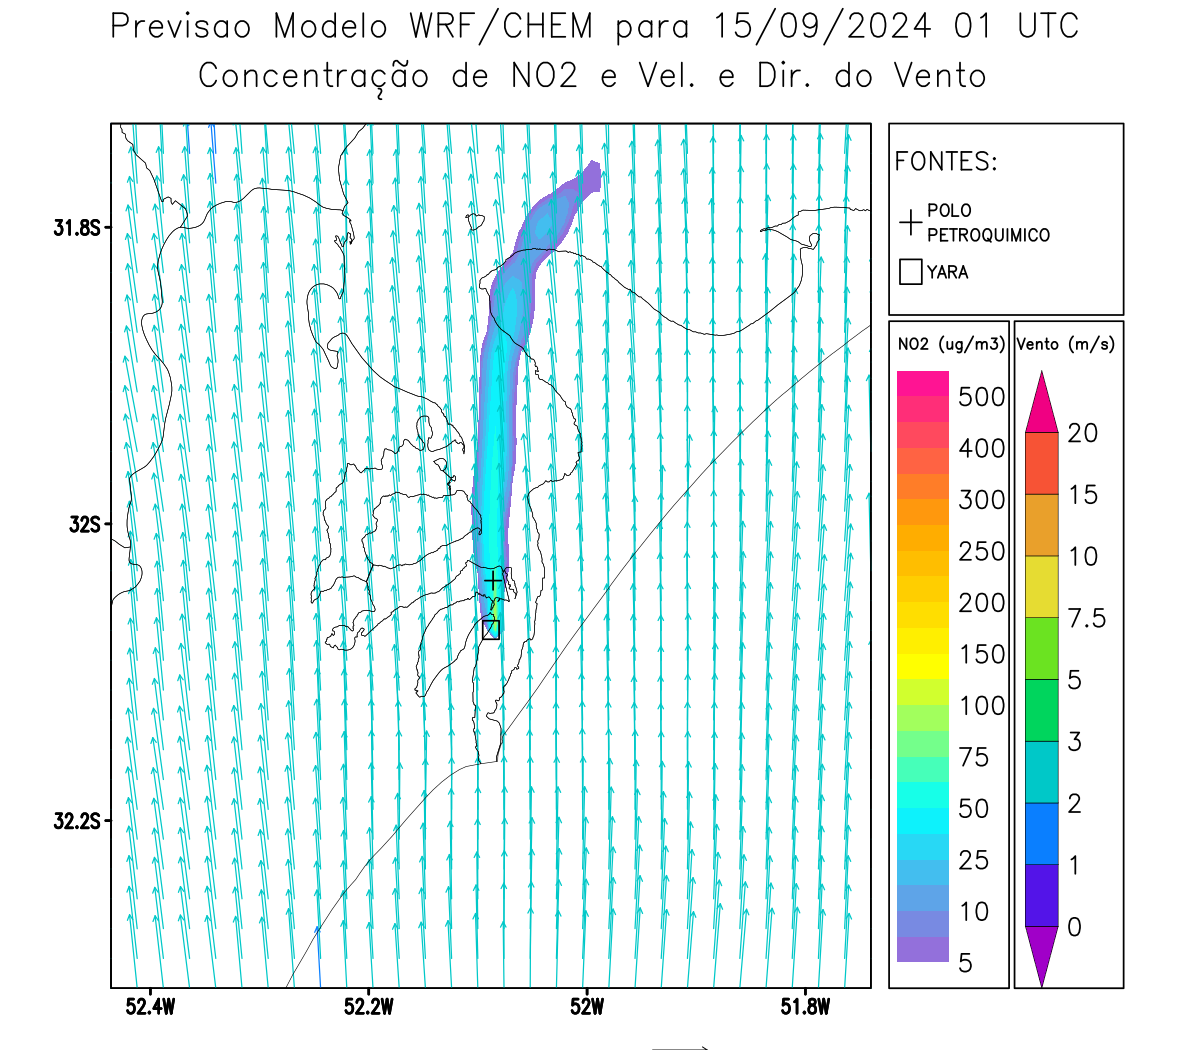 Previsao Modelo WRF/CHEM para 15/09/2024 01 UTC
Concentração de NO2 e Vel. e Dir. do Vento
FONTES:
POLO
PETROQUIMICO
YARA
NO2 (ug/m3)
500
400
300
250
200
150
100
75
50
25
10
5
Vento (m/s)
20
15
10
7.5
5
3
2
1
0
31.8S
32S
32.2S
52.4W
52.2W
52W
51.8W